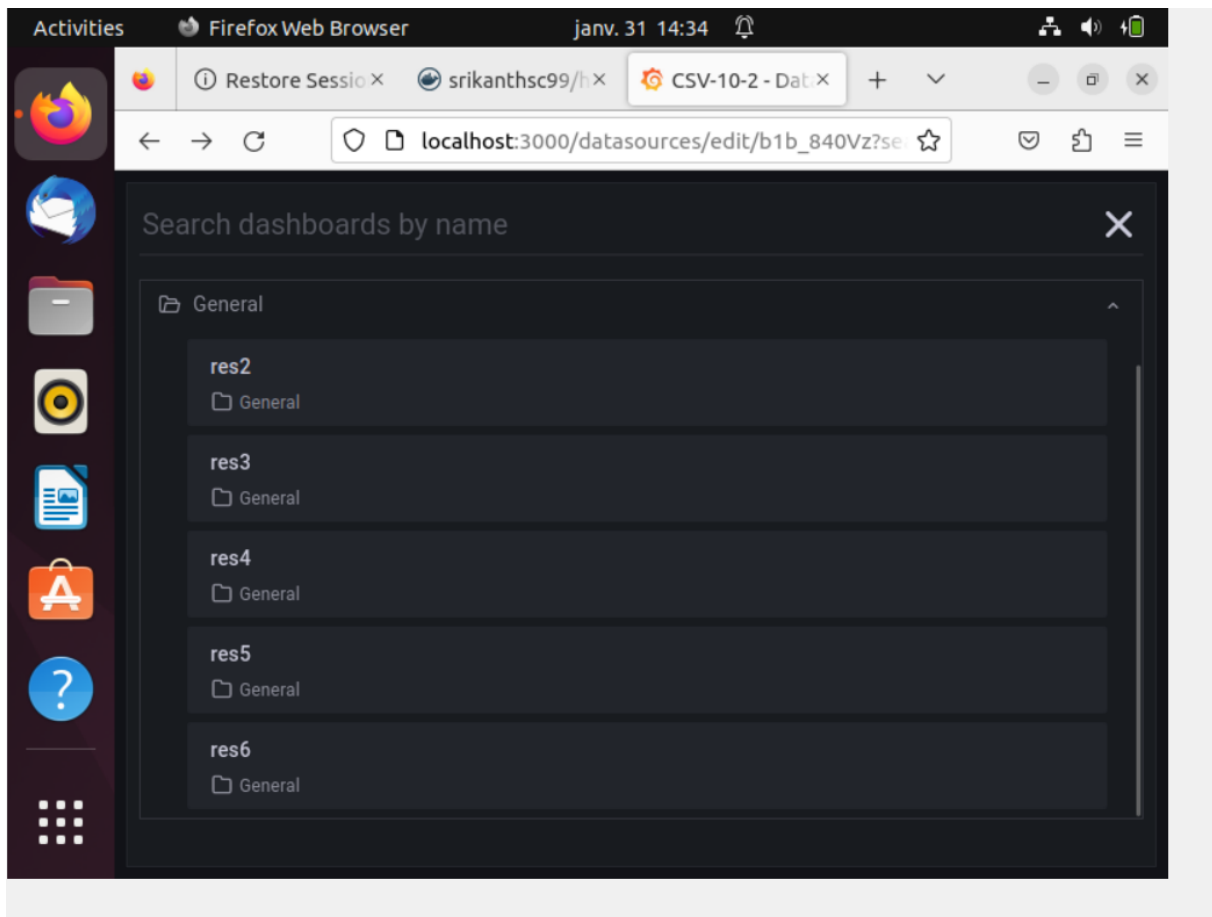 Activities Firefox Web Browser janv. 31 14:34
Restore Sessio srikanthsc99/h CSV-10-2 - Dat
localhost:3000/datasources/edit/b1b_840Vz?se
Search dashboards by name
General
res2
General
res3
General
res4
General
res5
General
res6
General